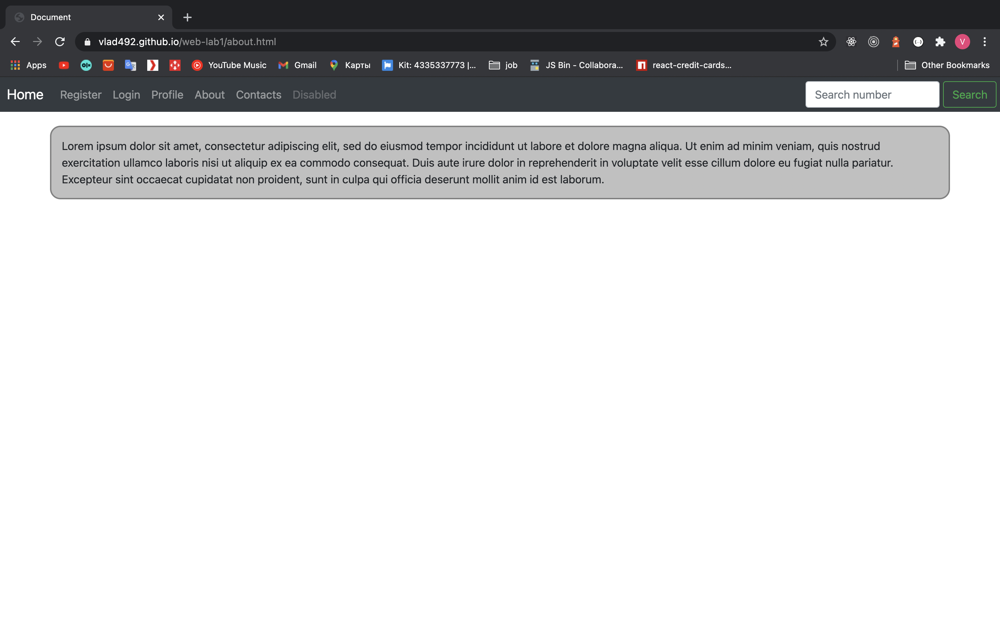 Document
vlad492.github.io/web-lab1/about.html
V
Apps YouTube Music Gmail Карты Kit: 4335337773 |... job JS Bin - Collabora... react-credit-cards... Other Bookmarks
Home Register Login Profile About Contacts Disabled Search number Search
Lorem ipsum dolor sit amet, consectetur adipiscing elit, sed do eiusmod tempor incididunt ut labore et dolore magna aliqua. Ut enim ad minim veniam, quis nostrud
exercitation ullamco laboris nisi ut aliquip ex ea commodo consequat. Duis aute irure dolor in reprehenderit in voluptate velit esse cillum dolore eu fugiat nulla pariatur.
Excepteur sint occaecat cupidatat non proident, sunt in culpa qui officia deserunt mollit anim id est laborum.